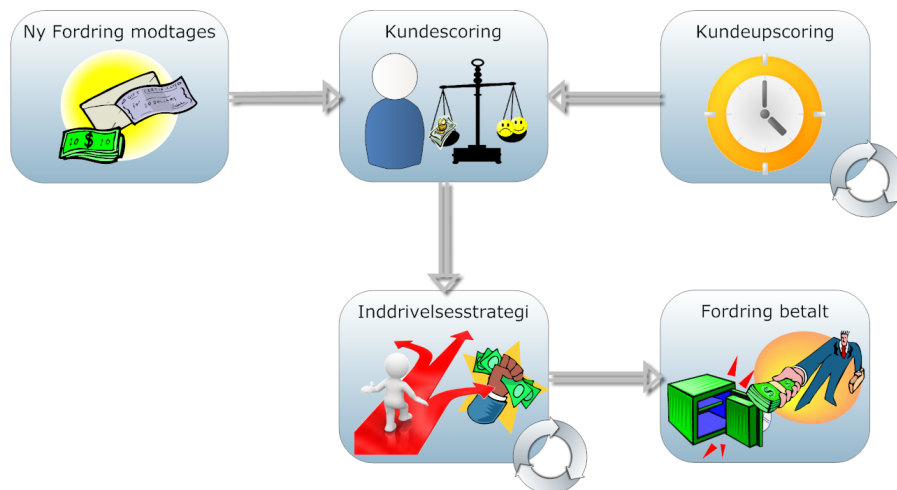 Ny Fordring modtages
Kundescoring
Kundeupscoring
Inddrivelsesstrategi
Fordring betalt